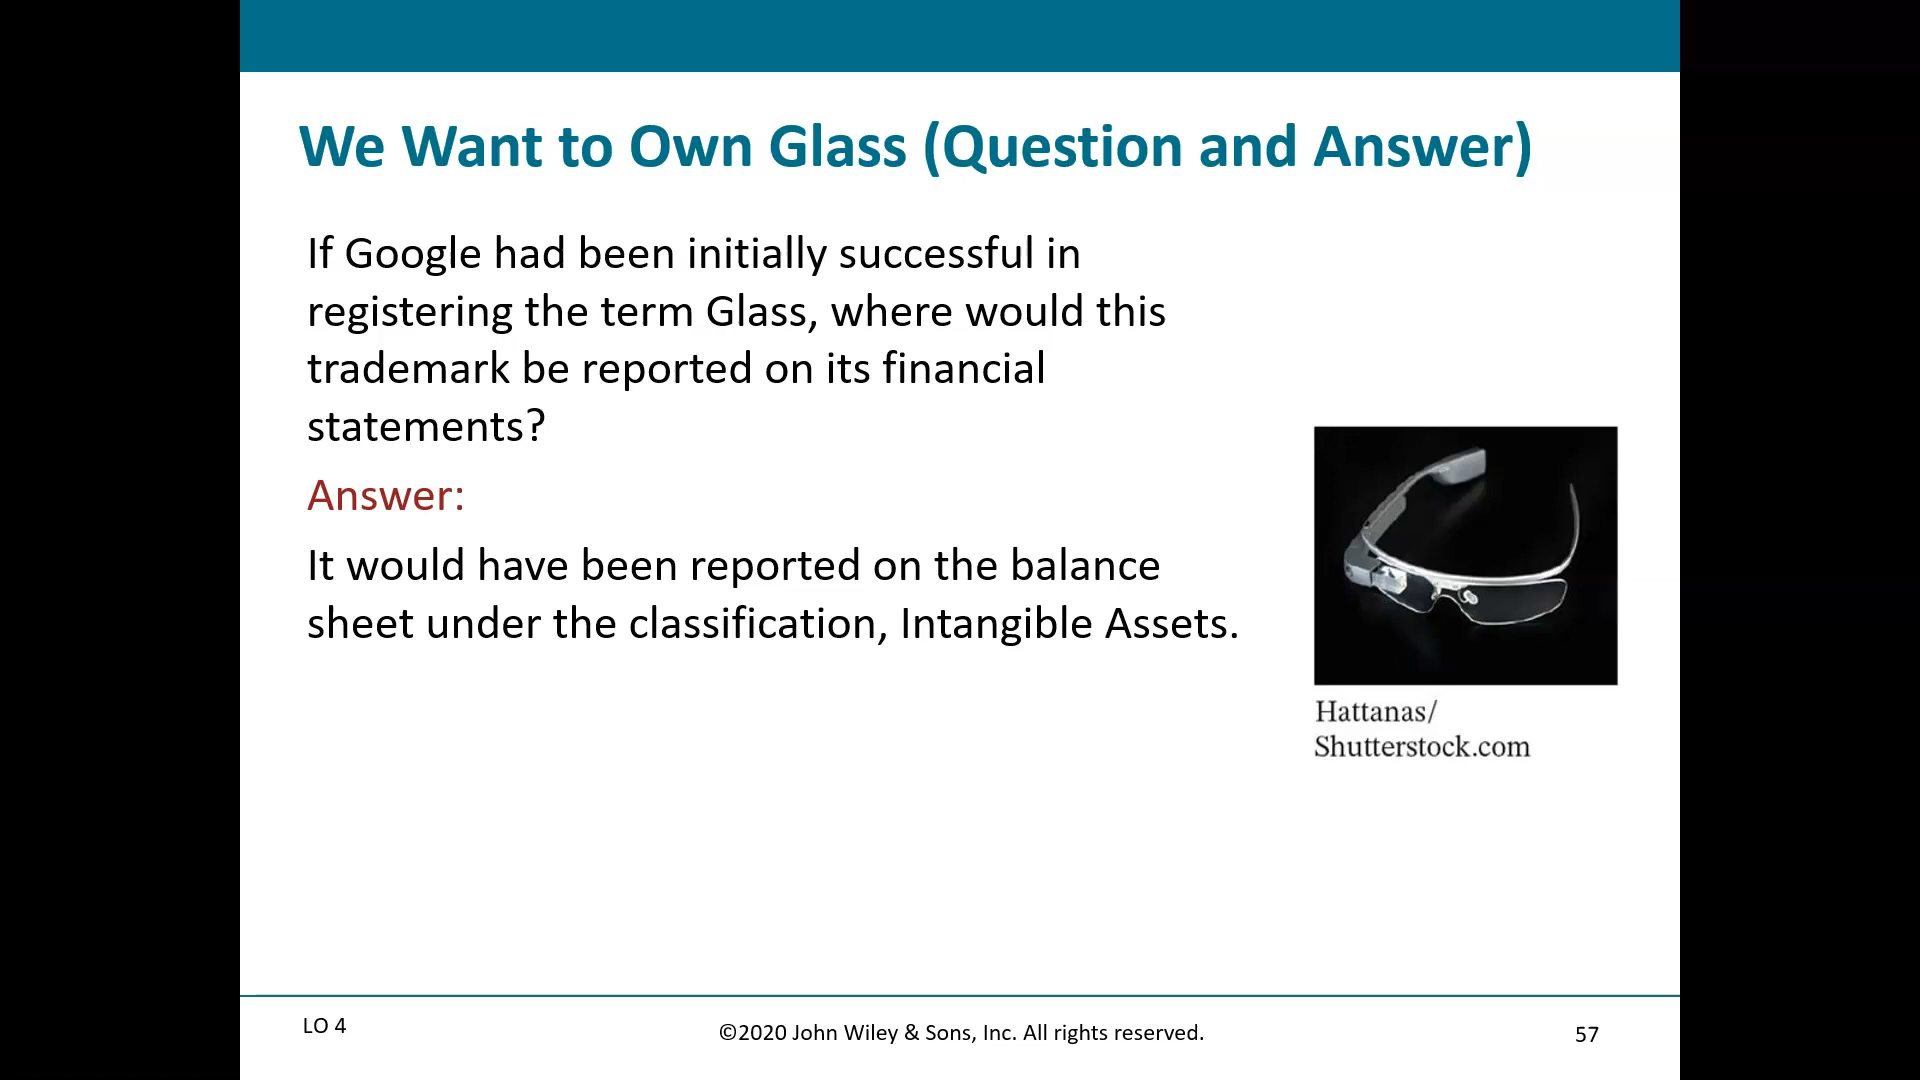 We Want to Own Glass (Question and Answer)
If Google had been initially successful in
registering the term Glass, where would this
trademark be reported on its financial
statements?
Answer:
It would have been reported on the balance
sheet under the classification, Intangible Assets.
Hattanas/
Shutterstock.com
LO 4
©2020 John Wiley & Sons, Inc. All rights reserved.
57